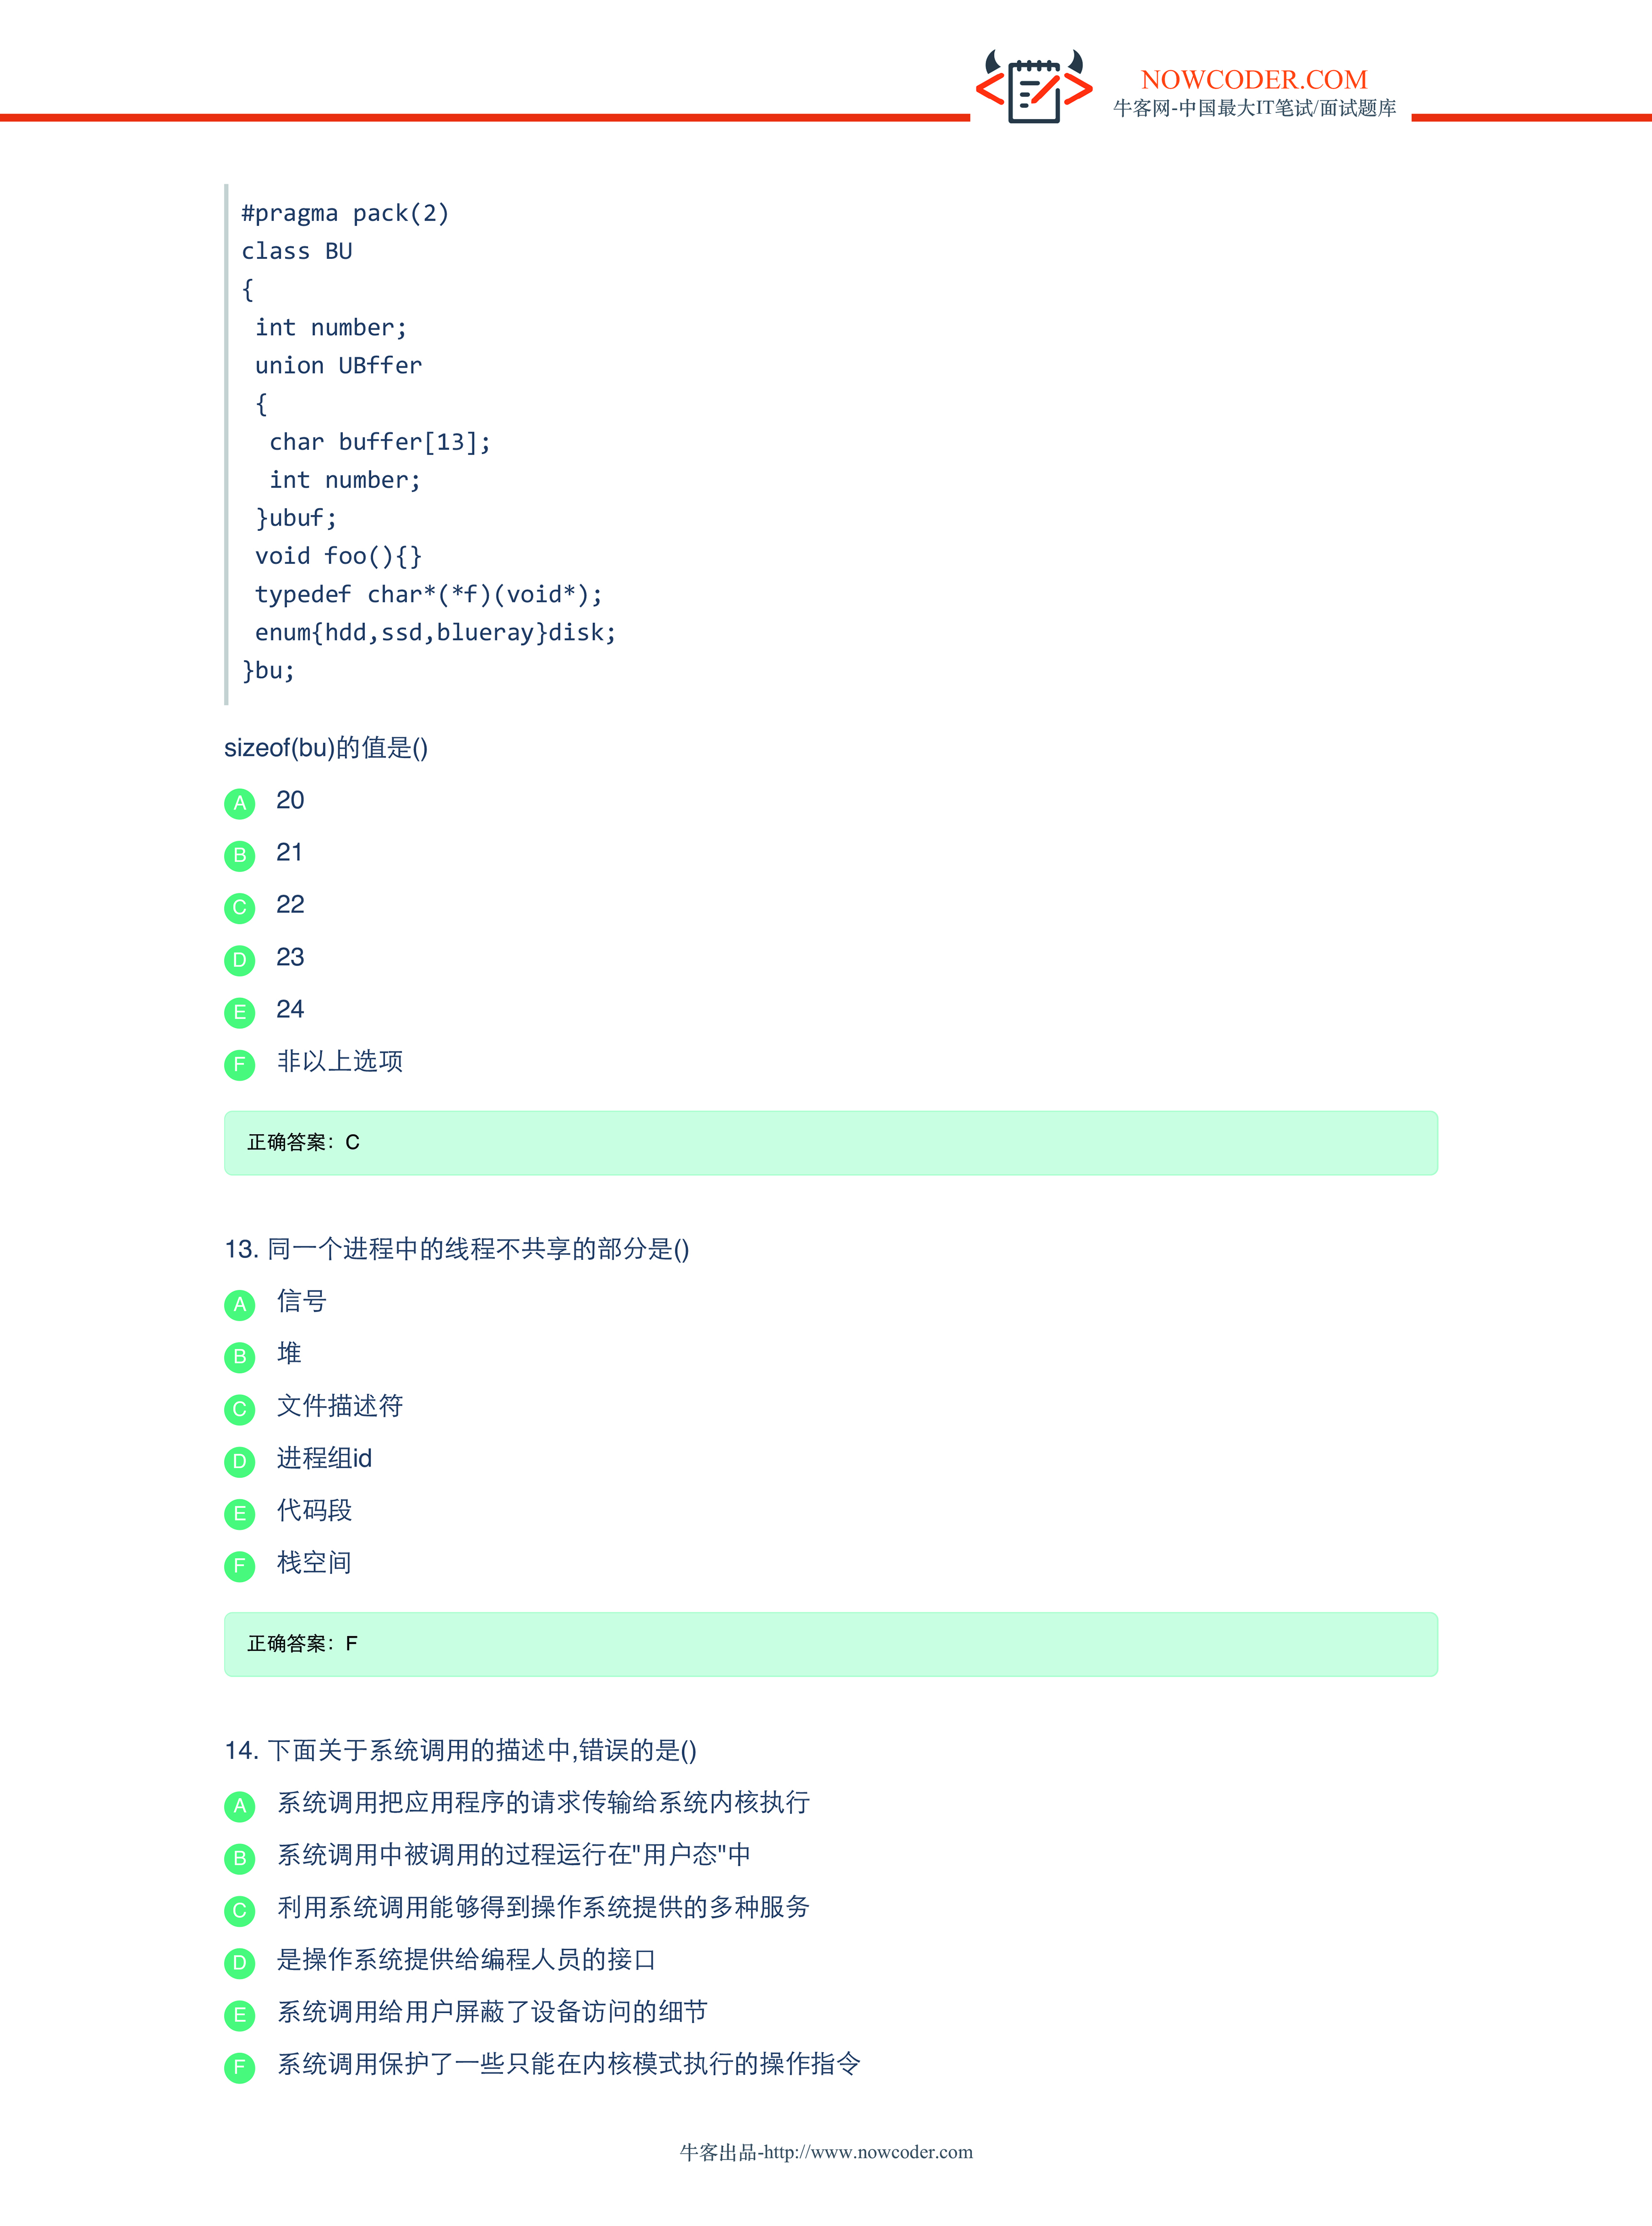 NOWCODER.COM
牛客网-中国最大IT笔试/面试题库
#pragma pack(2)
class BU
{
 int number;
 union UBffer
 {
  char buffer[13];
  int number;
 }ubuf;
 void foo(){}
 typedef char*(*f)(void*);
 enum{hdd,ssd,blueray}disk;
}bu;
sizeof(bu)的值是()
A 20
B 21
C 22
D 23
E 24
F 非以上选项
正确答案：C
13. 同一个进程中的线程不共享的部分是()
A 信号
B 堆
C 文件描述符
D 进程组id
E 代码段
F 栈空间
正确答案：F
14. 下面关于系统调用的描述中,错误的是()
A 系统调用把应用程序的请求传输给系统内核执行
B 系统调用中被调用的过程运行在"用户态"中
C 利用系统调用能够得到操作系统提供的多种服务
D 是操作系统提供给编程人员的接口
E 系统调用给用户屏蔽了设备访问的细节
F 系统调用保护了一些只能在内核模式执行的操作指令
牛客出品-http://www.nowcoder.com